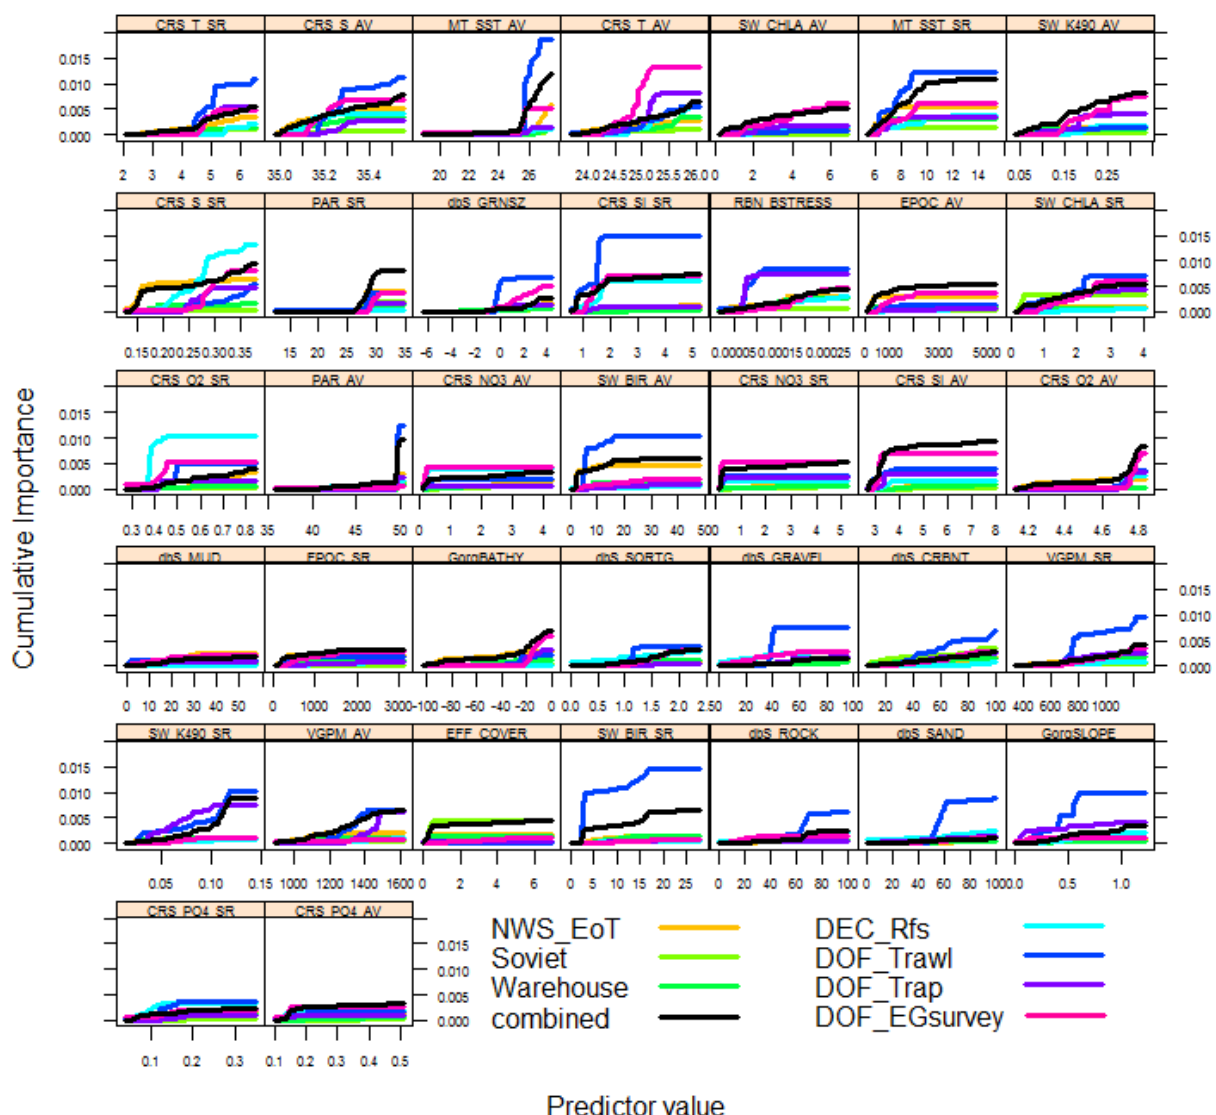 CRS_T_SR CRS_S_AV MT_SST_AV CRS_T_AV SW_CHLA_AV MT_SST_SR SW_K490_AV
0.015
0.010
0.005
0.000
2 3 4 5 6 35.0 35.2 35.4 20 22 24 26 24.0 24.5 25.0 25.5 26.0 0 2 4 6 6 8 10 14 0.05 0.15 0.25
CRS_S_SR PAR_SR dbS_GRNSZ CRS_SI_SR RBN_BSTRESS EPOC_AV SW_CHLA_SR
0.015
0.010
0.005
0.000
0.15 0.20 0.25 0.30 0.35 15 20 25 30 35 -6 -4 -2 0 2 4 1 2 3 4 5 0.00005 0.00015 0.00025 0 1000 3000 5000 0 1 2 3 4
CRS_O2_SR PAR_AV CRS_NO3_AV SW_BIR_AV CRS_NO3_SR CRS_SI_AV CRS_O2_AV
0.015
0.010
0.005
0.000
0.3 0.4 0.5 0.6 0.7 0.8 35 40 45 50 0 1 2 3 4 0 10 20 30 40 50 0 1 2 3 4 5 3 4 5 6 7 8 4.2 4.4 4.6 4.8
dbS_MUD EPOC_SR GorgBATHY dbS_SORTG dbS_GRAVEL dbS_CRBNT VGPM_SR
0.015
0.010
0.005
0.000
0 10 20 30 40 50 0 1000 2000 3000 -100 -80 -60 -40 -20 0 0.0 0.5 1.0 1.5 2.0 2.5 0 20 40 60 80 100 0 20 40 60 80 100 400 600 800 1000
SW_K490_SR VGPM_AV EFF_COVER SW_BIR_SR dbS_ROCK dbS_SAND GorgSLOPE
0.015
0.010
0.005
0.000
0.05 0.10 0.15 1000 1200 1400 1600 0 2 4 6 0 5 10 15 20 25 0 20 40 60 80 100 0 20 40 60 80 100 0.0 0.5 1.0
CRS_PO4_SR CRS_PO4_AV
0.015
0.010
0.005
0.000
0.1 0.2 0.3 0.1 0.2 0.3 0.4 0.5
NWS_EoT DEC_Rfs
Soviet DOF_Trawl
Warehouse DOF_Trap
combined DOF_EGsurvey
Cumulative Importance
Predictor value